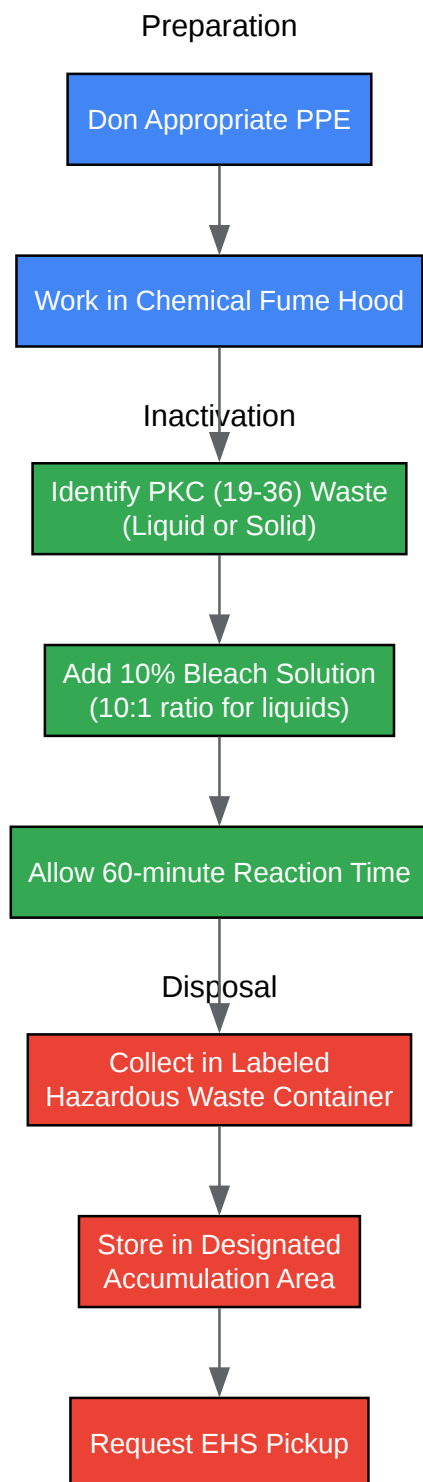 Preparation
Don Appropriate PPE
Work in Chemical Fume Hood
Inactivation
Identify PKC (19-36) Waste
(Liquid or Solid)
Add 10% Bleach Solution
(10:1 ratio for liquids)
Allow 60-minute Reaction Time
Disposal
Collect in Labeled
Hazardous Waste Container
Store in Designated
Accumulation Area
Request EHS Pickup